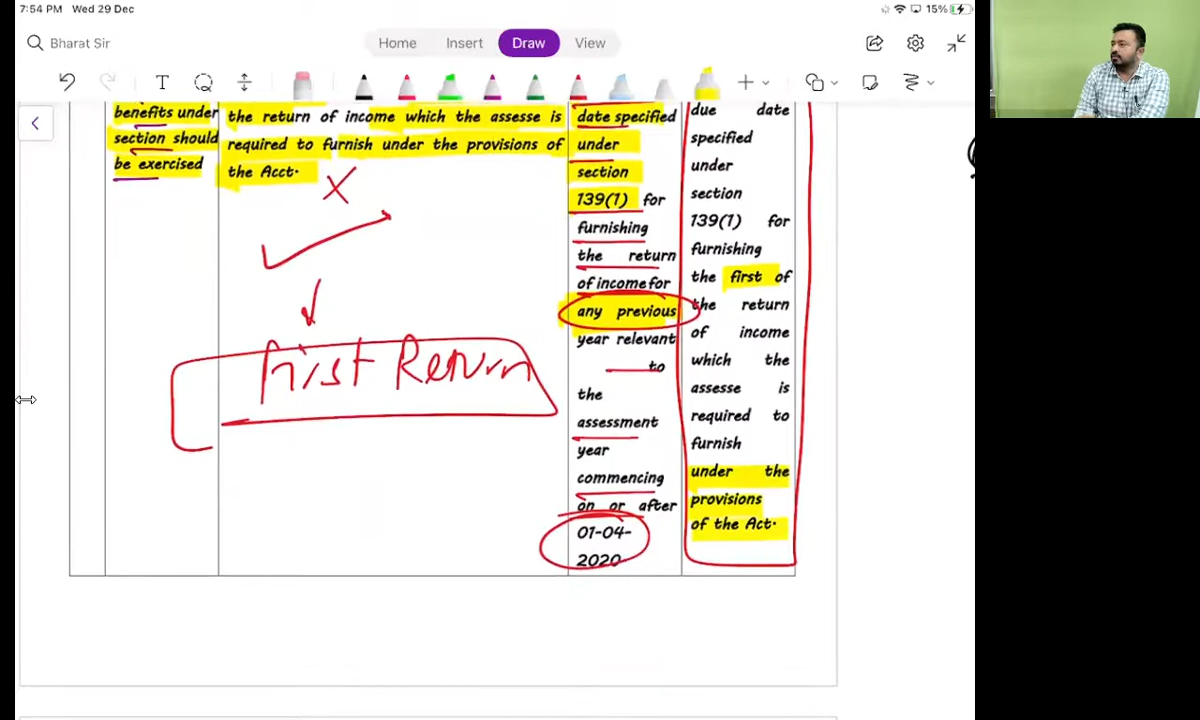 7:54 PM Wed 29 Dec
15%
Bharat Sir
Home Insert Draw View
T
benefits under
section should
be exercised
the return of income which the assesse is
required to furnish under the provisions of
the Acct.
First Return
date specified
under
section
139(1) for
furnishing
the return
of income for
any previous
year relevant
to
the
assessment
year
commencing
on or after
01-04-
2020
due date
specified
under
section
139(1) for
furnishing
the first of
the return
of income
which the
assesse is
required to
furnish
under the
provisions
of the Act.